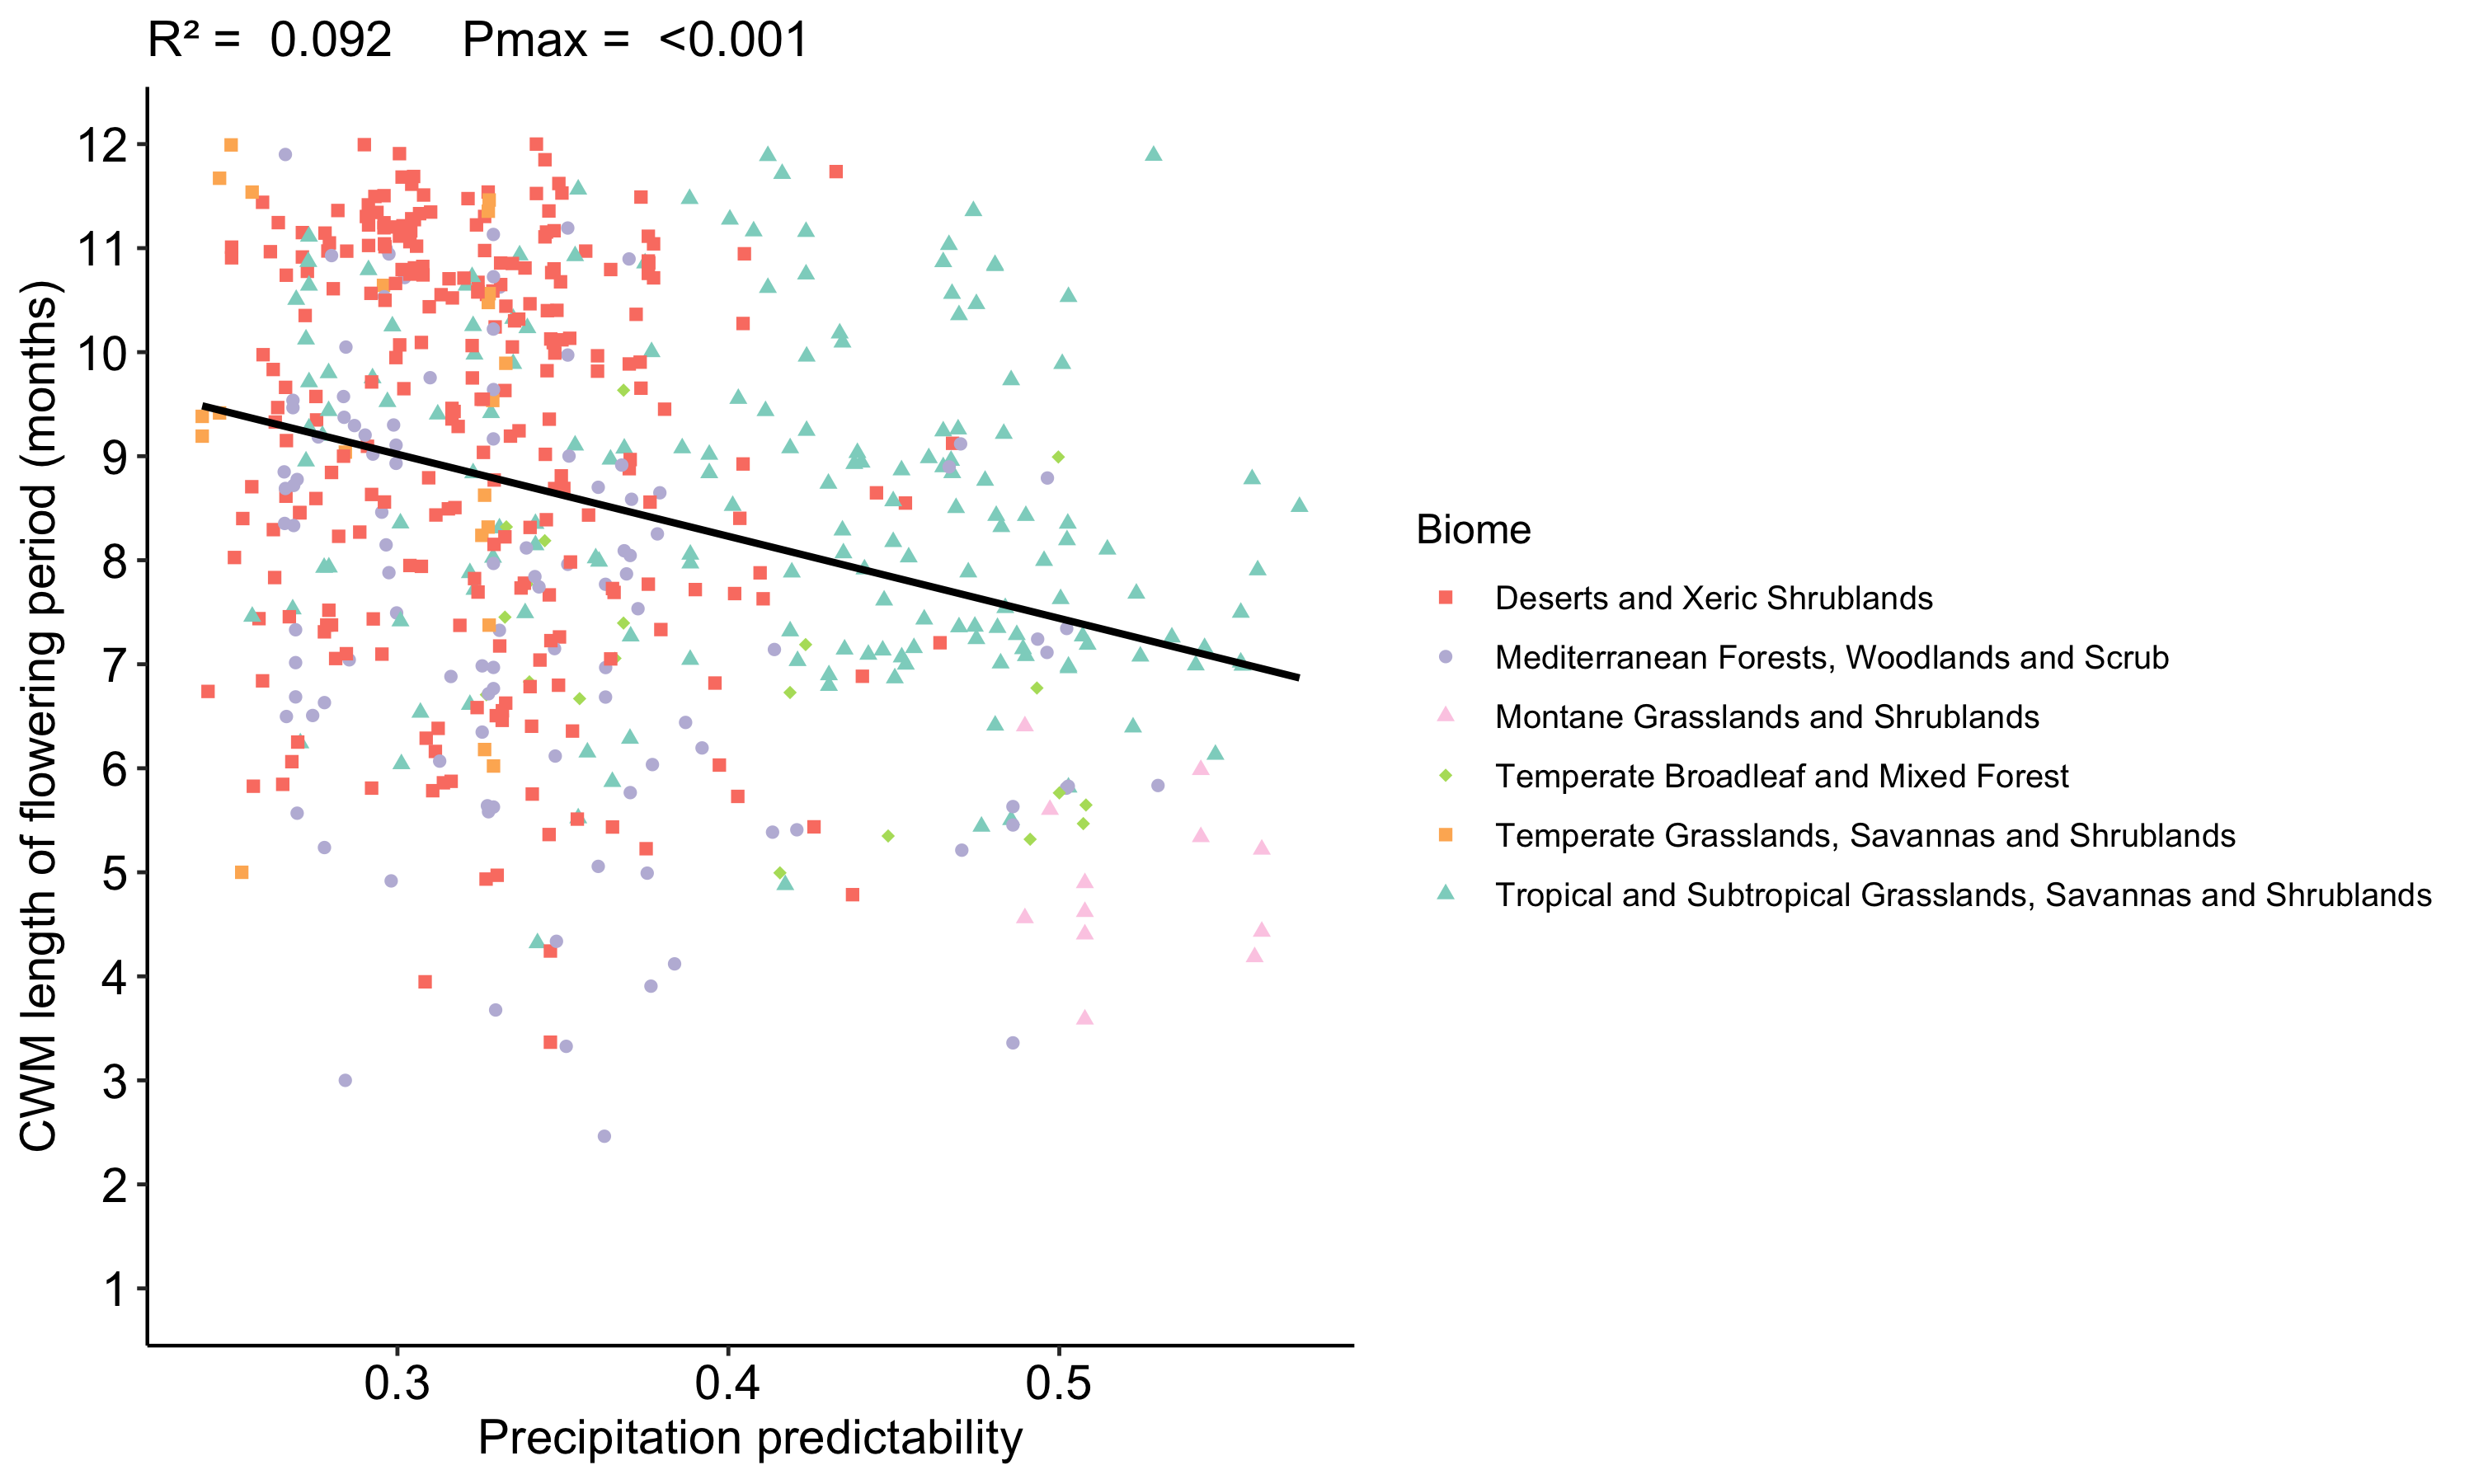 R² = 0.092 Pmax = <0.001
CWM length of flowering period (months)
12
11
10
9
8
7
6
5
4
3
2
1
0.3 0.4 0.5
Precipitation predictability
Biome
Deserts and Xeric Shrublands
Mediterranean Forests, Woodlands and Scrub
Montane Grasslands and Shrublands
Temperate Broadleaf and Mixed Forest
Temperate Grasslands, Savannas and Shrublands
Tropical and Subtropical Grasslands, Savannas and Shrublands